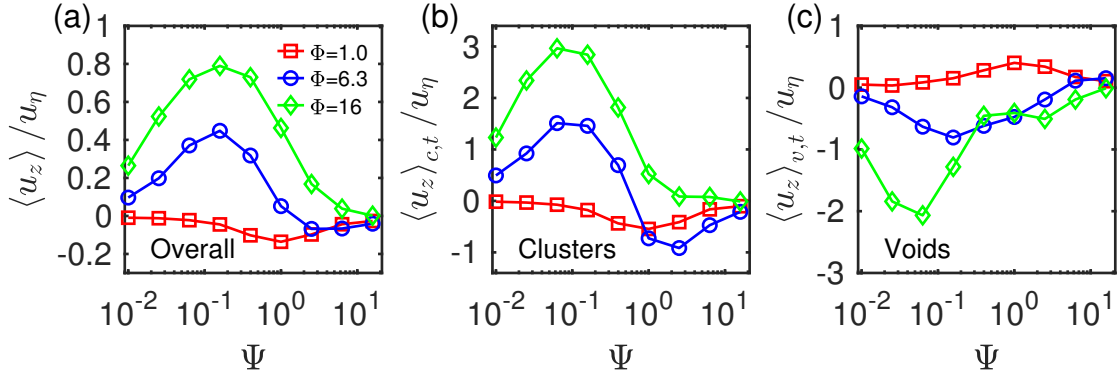 (a)
1
0.8
0.6
0.4
0.2
0
-0.2
⟨u_z⟩ / u_η
Φ=1.0
Φ=6.3
Φ=16
Overall
10^-2 10^-1 10^0 10^1
Ψ
(b)
3
2
1
0
-1
⟨u_z⟩_{c,t} / u_η
Clusters
10^-2 10^-1 10^0 10^1
Ψ
(c)
1
0
-1
-2
-3
⟨u_z⟩_{v,t} / u_η
Voids
10^-2 10^-1 10^0 10^1
Ψ